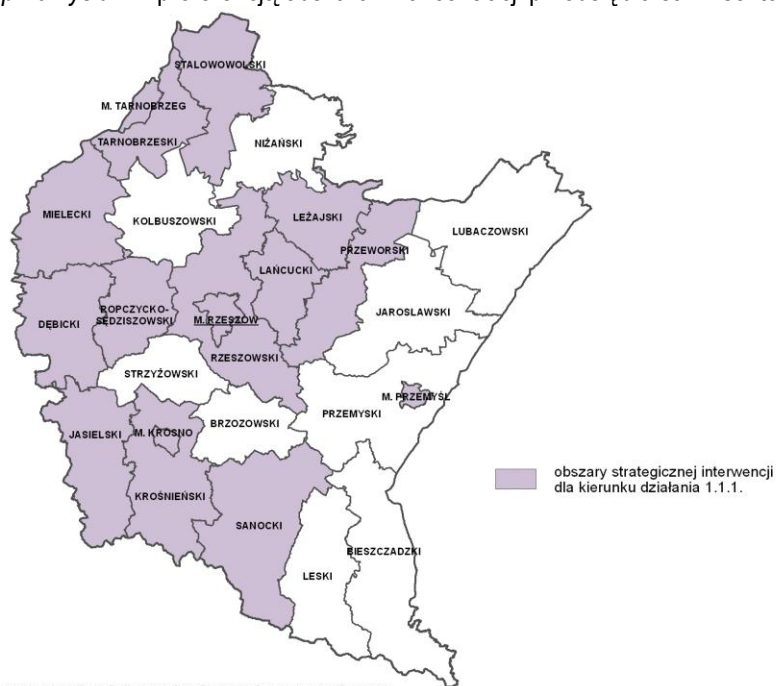 STALOWOWOLSKI
M. TARNOBRZEG
TARNOBRZESKI
NIŻAŃSKI
MIELECKI
KOLBUSZOWSKI
LEŻAJSKI
LUBACZOWSKI
PRZEWORSKI
ŁAŃCUCKI
ROPCZYCKO-
SĘDZISZOWSKI
JAROSLAWSKI
DĘBICKI
M. RZESZÓW
RZESZOWSKI
STRZYŻOWSKI
M. PRZEMYŚL
PRZEMYSKI
BRZOZOWSKI
JASIELSKI
M. KROSNO
obszary strategicznej interwencji
dla kierunku działania 1.1.1.
KROŚNIEŃSKI
SANOCKI
BIESZCZADZKI
LESKI